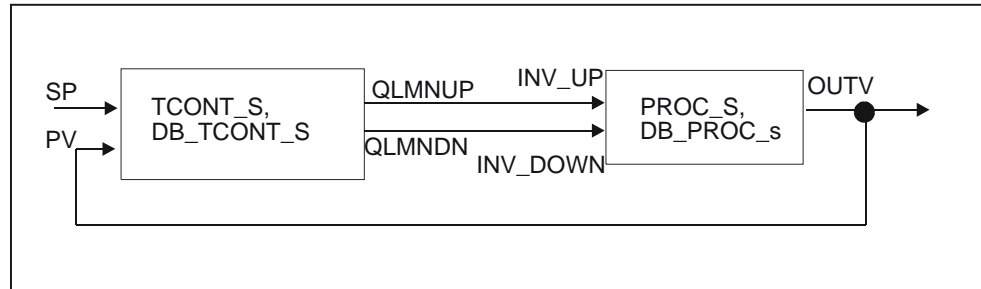 SP
PV
TCONT_S,
DB_TCONT_S
QLMNUP
QLMNDN
INV_UP
INV_DOWN
PROC_S,
DB_PROC_s
OUTV